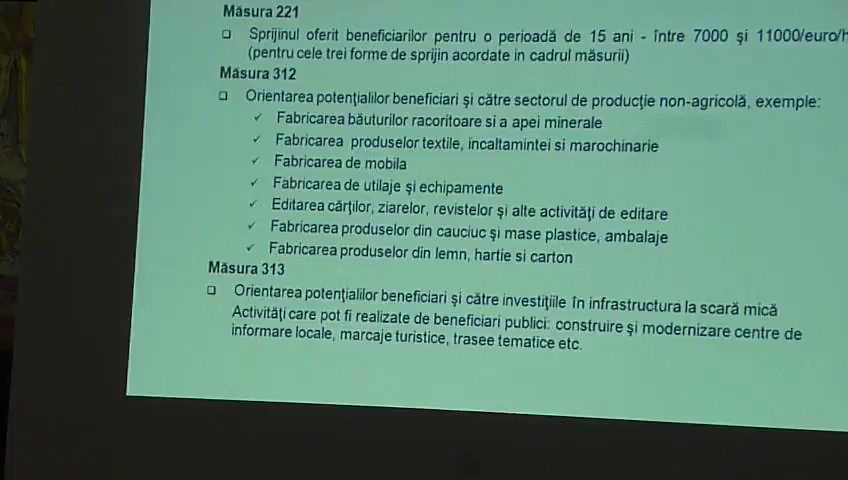 Măsura 221
❑ Sprijinul oferit beneficiarilor pentru o perioadă de 15 ani - între 7000 şi 11000/euro/h
(pentru cele trei forme de sprijin acordate in cadrul măsurii)
Măsura 312
❑ Orientarea potenţialilor beneficiari şi către sectorul de producţie non-agricolă, exemple:
✓ Fabricarea băuturilor racoritoare si a apei minerale
✓ Fabricarea produselor textile, incaltamintei si marochinarie
✓ Fabricarea de mobila
✓ Fabricarea de utilaje şi echipamente
✓ Editarea cărţilor, ziarelor, revistelor şi alte activităţi de editare
✓ Fabricarea produselor din cauciuc şi mase plastice, ambalaje
✓ Fabricarea produselor din lemn, hartie si carton
Măsura 313
❑ Orientarea potenţialilor beneficiari şi către investiţiile în infrastructura la scară mică
Activităţi care pot fi realizate de beneficiari publici: construire şi modernizare centre de
informare locale, marcaje turistice, trasee tematice etc.